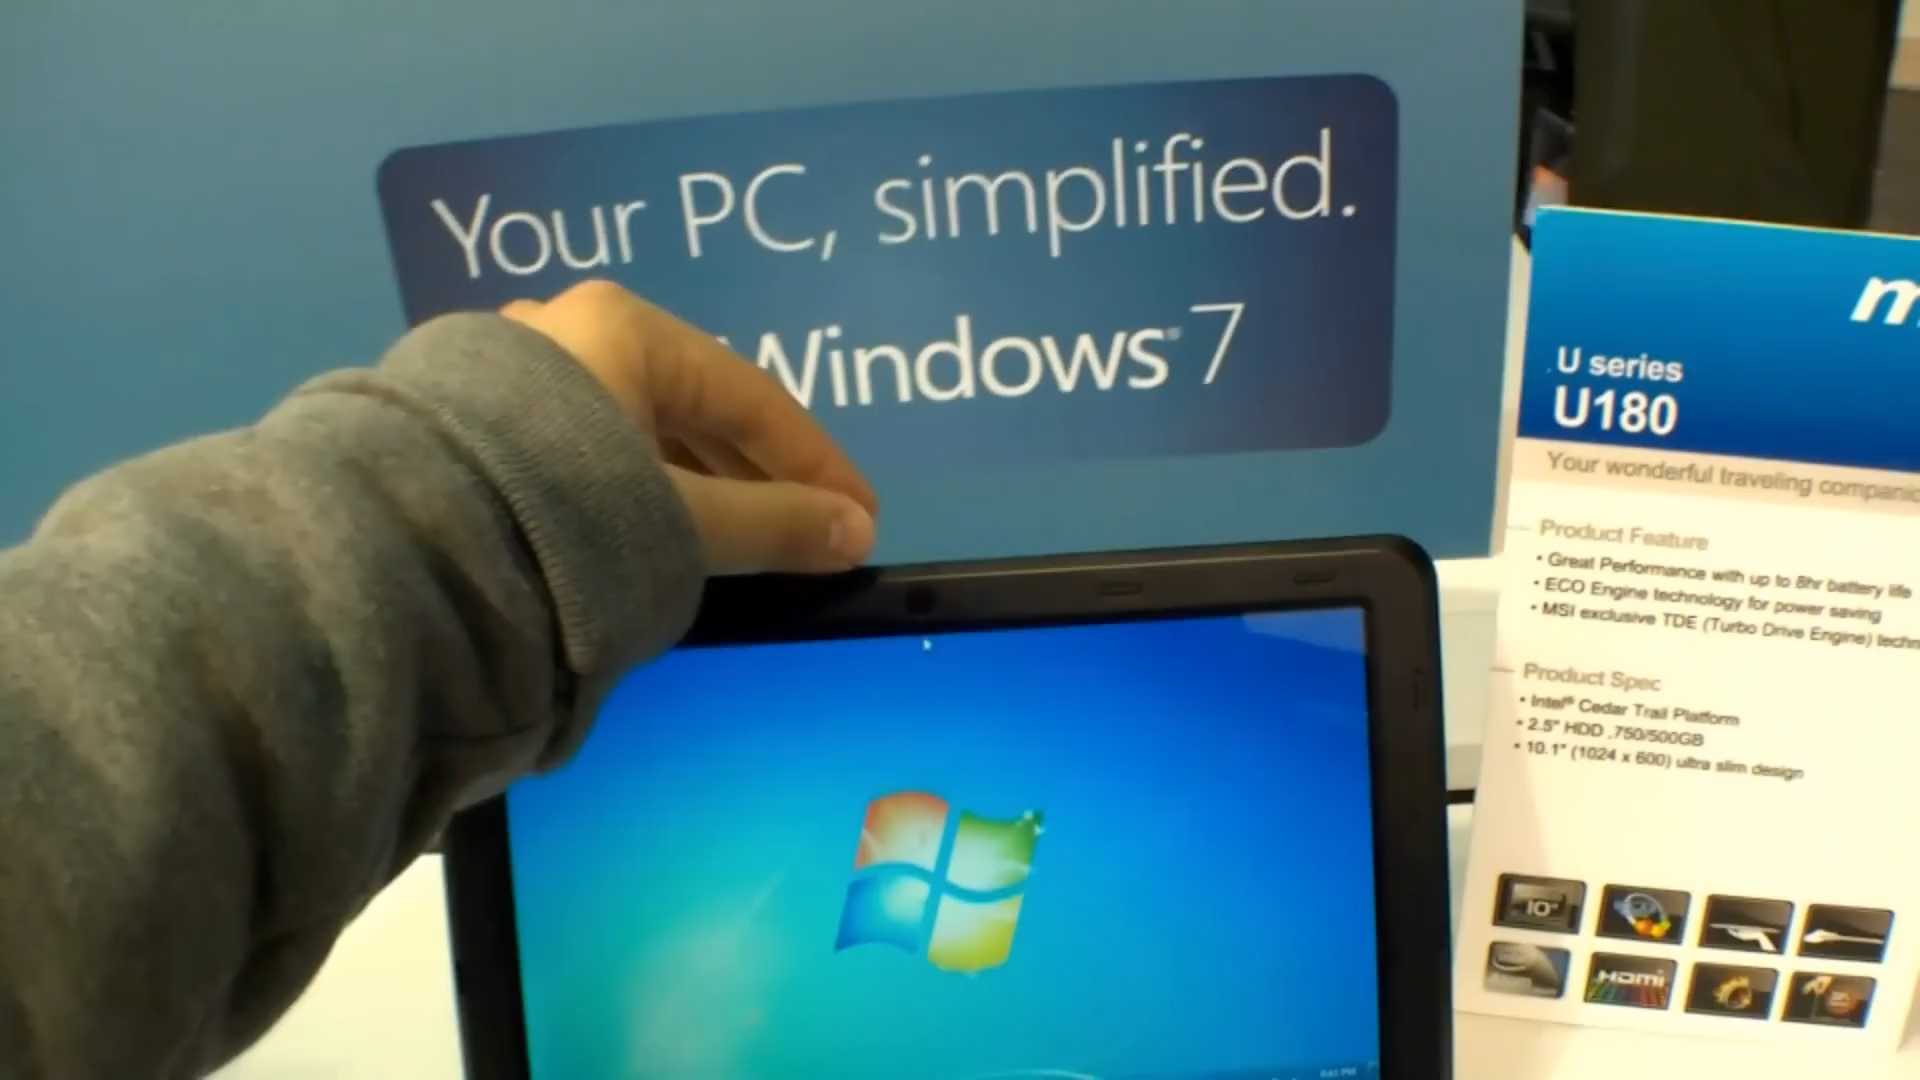 Your PC, simplified.
Windows 7
U series
U180
Your wonderful traveling
Product Feature
• Great Performance with up to 8hr battery life
• ECO Engine technology for power saving
• MSI exclusive TDE (Turbo Drive Engine)
Product Spec
• Intel® Cedar Trail Platform
• 2.5" HDD ,750/500GB
• 10.1" (1024 x 600) ultra slim design
10"
HDMI